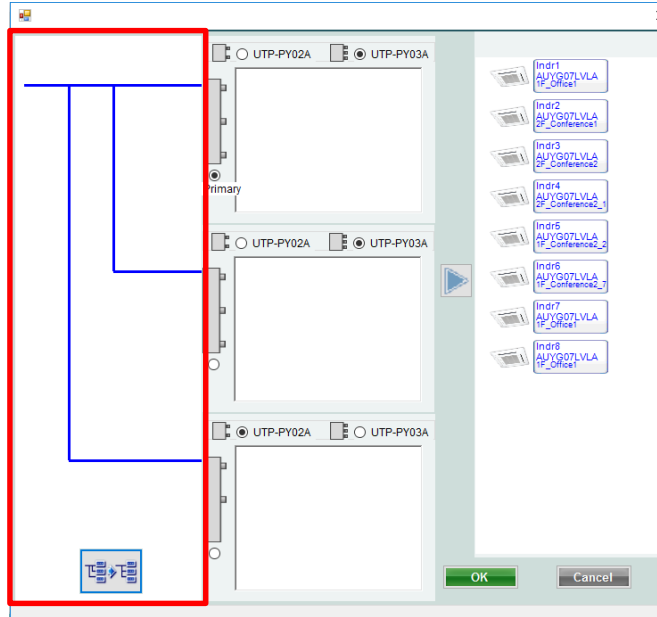 UTP-PY02A UTP-PY03A
Primary
UTP-PY02A UTP-PY03A
UTP-PY02A UTP-PY03A
Indr1
AUYG07LVLA
1F_Office1
Indr2
AUYG07LVLA
2F_Conference1
Indr3
AUYG07LVLA
2F_Conference2
Indr4
AUYG07LVLA
2F_Conference2_1
Indr5
AUYG07LVLA
1F_Conference2_2
Indr6
AUYG07LVLA
1F_Conference2_7
Indr7
AUYG07LVLA
1F_Office1
Indr8
AUYG07LVLA
1F_Office1
OK Cancel